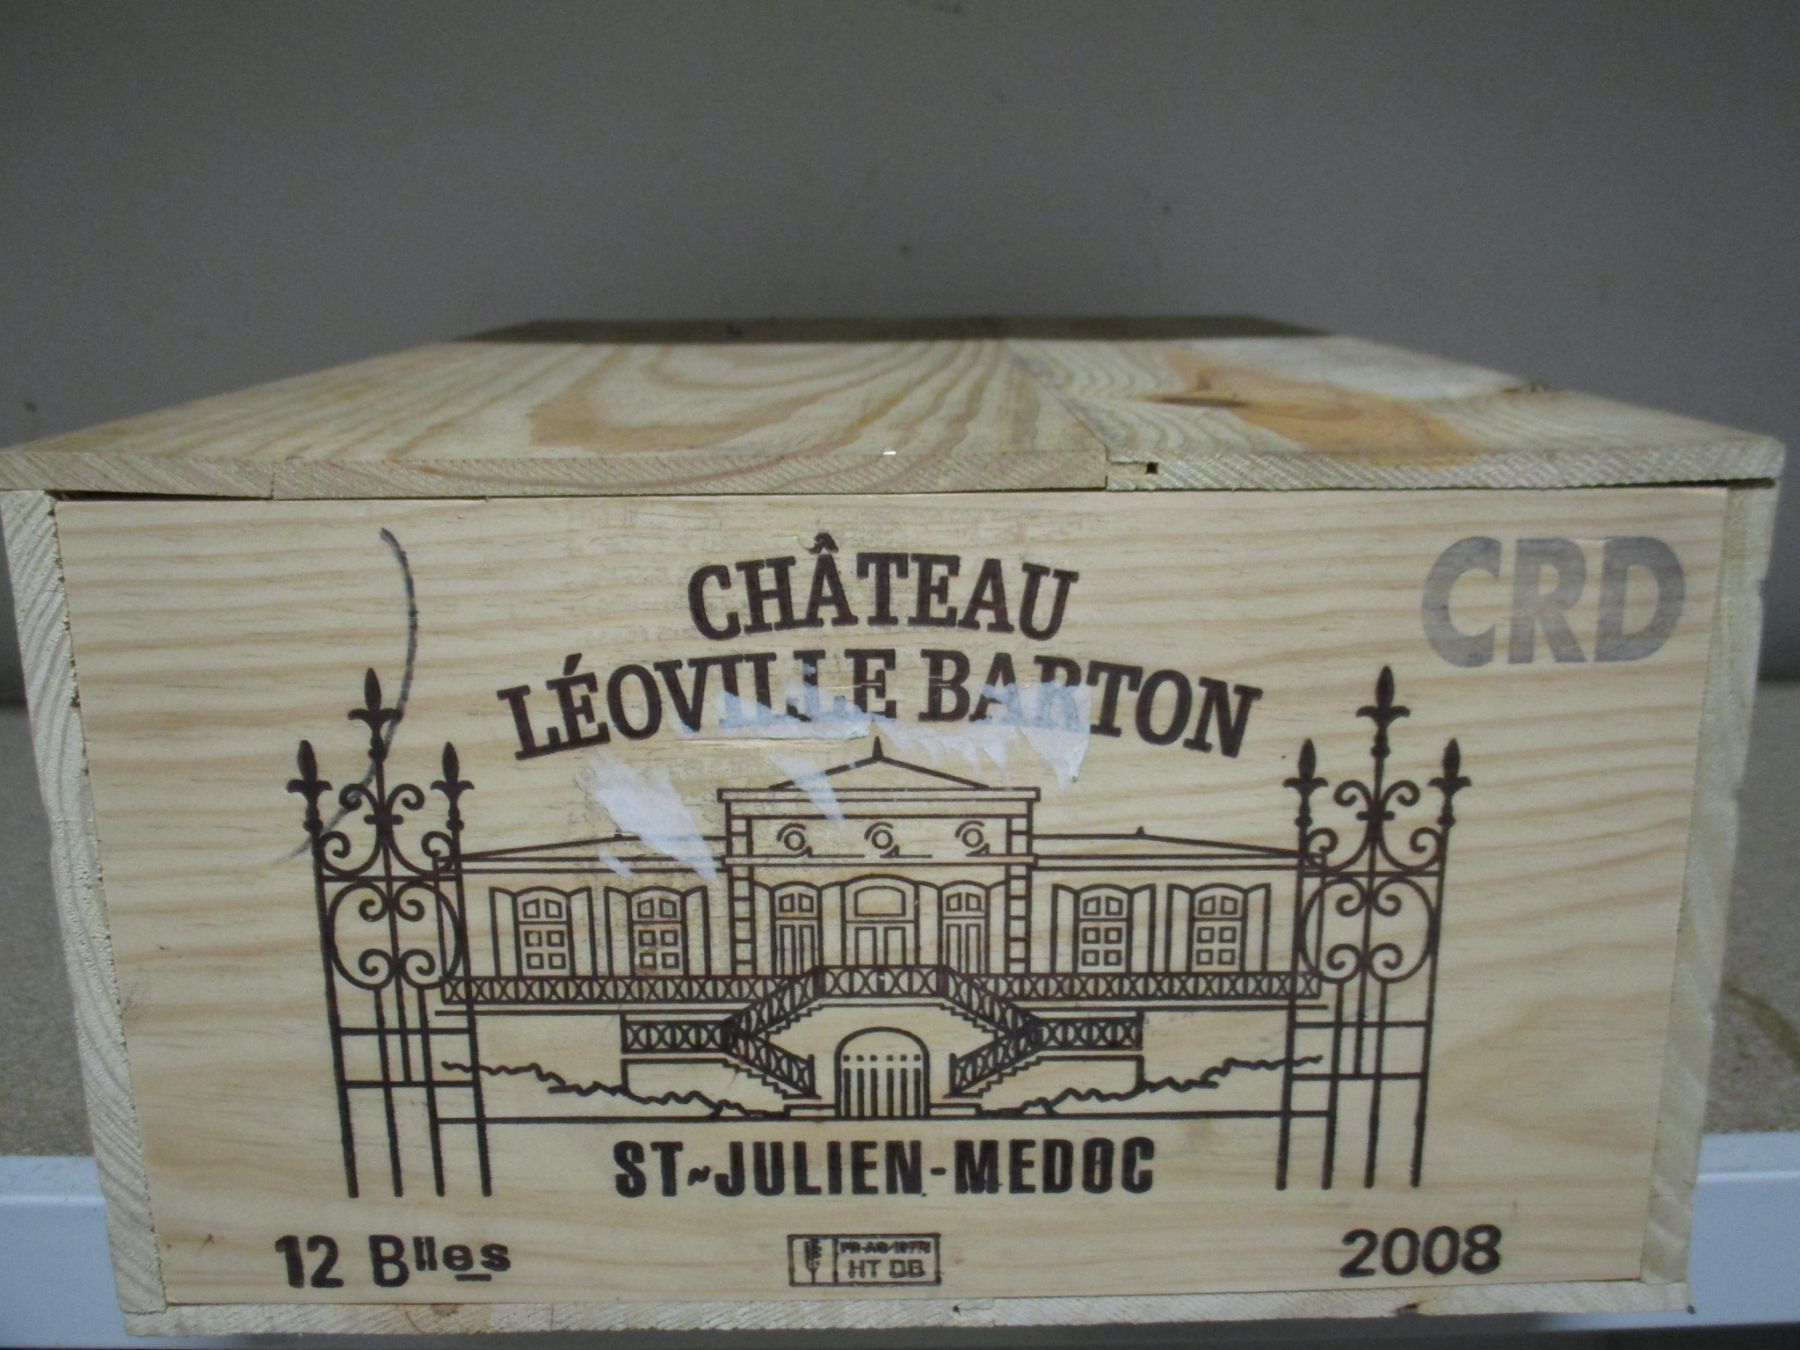 CRD
CHÂTEAU
LÉOVILLE BARTON
ST-JULIEN-MEDOC
12 Blles
HT DB
2008